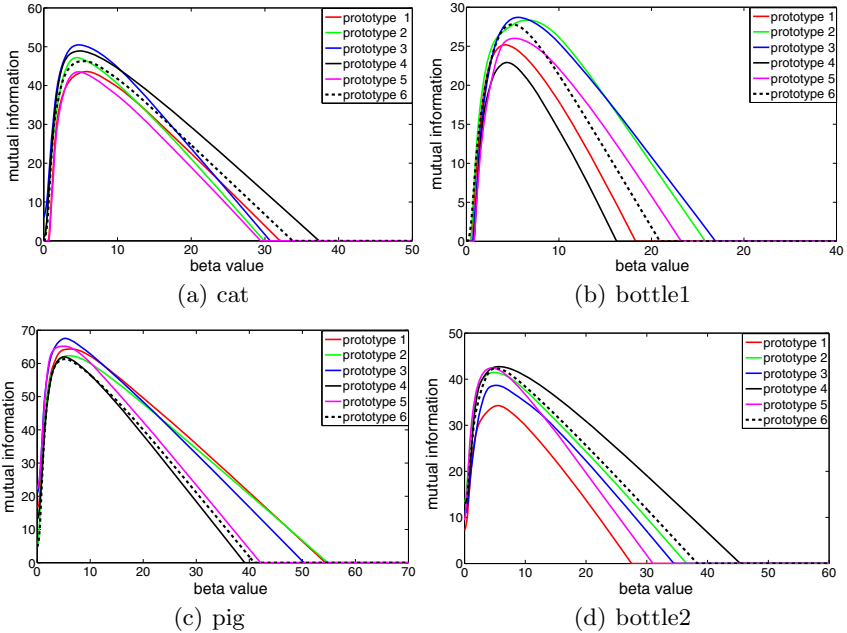 60
50
40
30
20
10
0
mutual information
0 10 20 30 40 50
beta value
prototype 1
prototype 2
prototype 3
prototype 4
prototype 5
prototype 6
(a) cat
30
25
20
15
10
5
0
mutual information
0 10 20 20 40
beta value
prototype 1
prototype 2
prototype 3
prototype 4
prototype 5
prototype 6
(b) bottle1
70
60
50
40
30
20
10
0
mutual information
0 10 20 30 40 50 60 70
beta value
prototype 1
prototype 2
prototype 3
prototype 4
prototype 5
prototype 6
(c) pig
50
40
30
20
10
0
mutual information
0 10 20 30 40 50 60
beta value
prototype 1
prototype 2
prototype 3
prototype 4
prototype 5
prototype 6
(d) bottle2